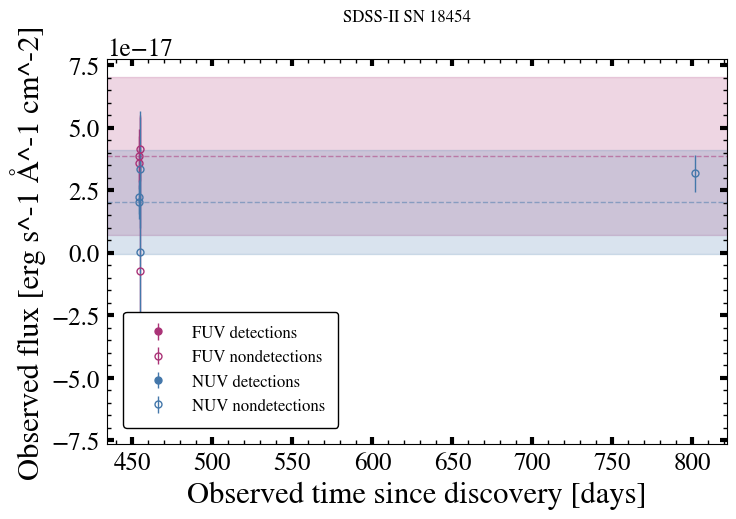 SDSS-II SN 18454
1e−17
Observed flux [erg s^-1 Å^-1 cm^-2]
7.5
5.0
2.5
0.0
−2.5
−5.0
−7.5
FUV detections
FUV nondetections
NUV detections
NUV nondetections
450 500 550 600 650 700 750 800
Observed time since discovery [days]